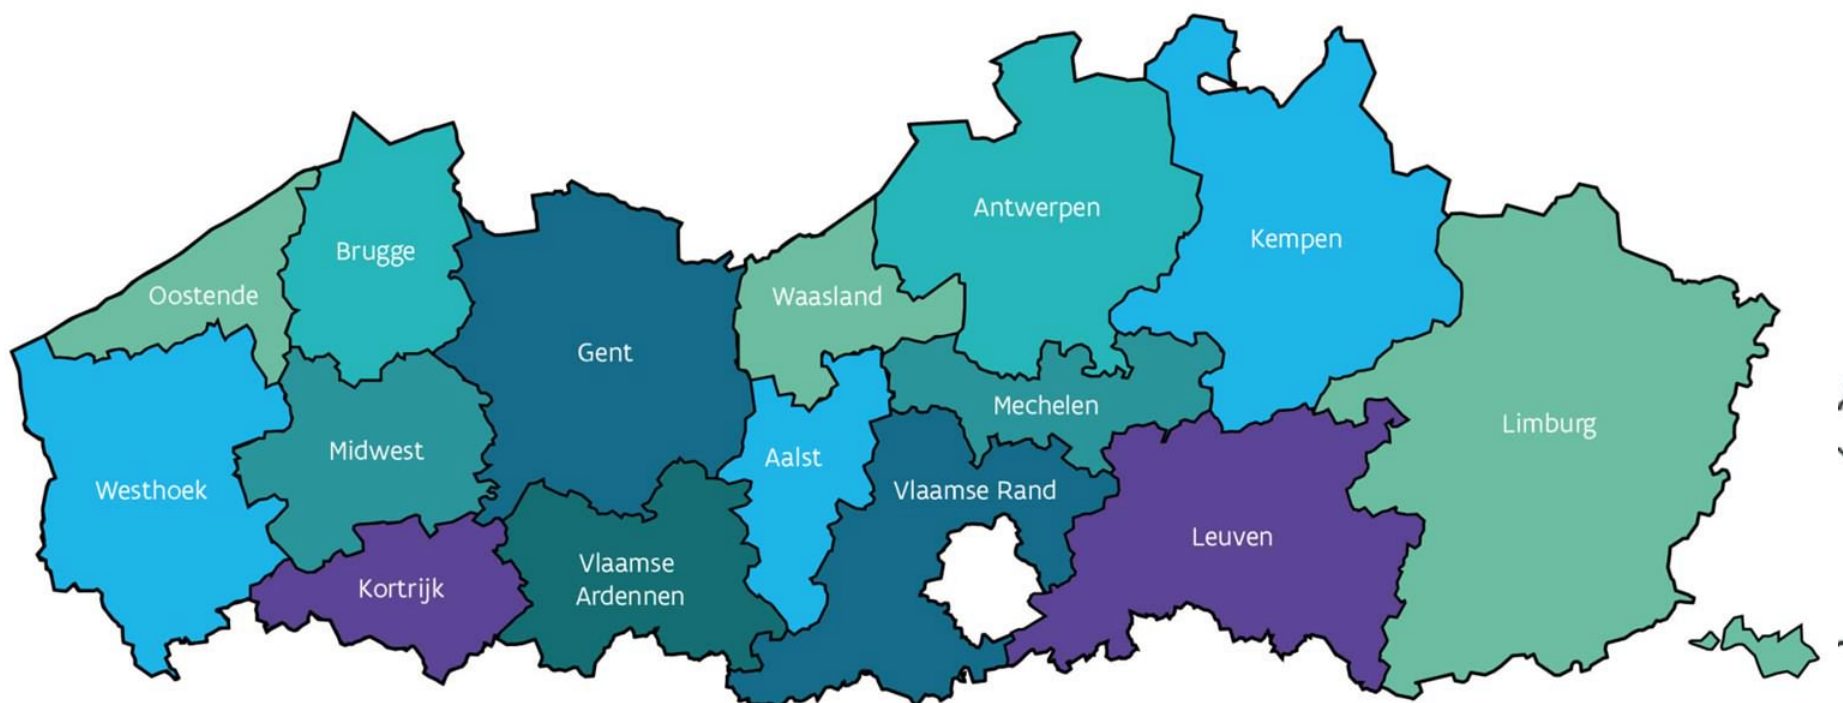 Antwerpen
Kempen
Brugge
Oostende
Waasland
Gent
Mechelen
Limburg
Midwest
Aalst
Westhoek
Vlaamse Rand
Leuven
Vlaamse
Ardennen
Kortrijk